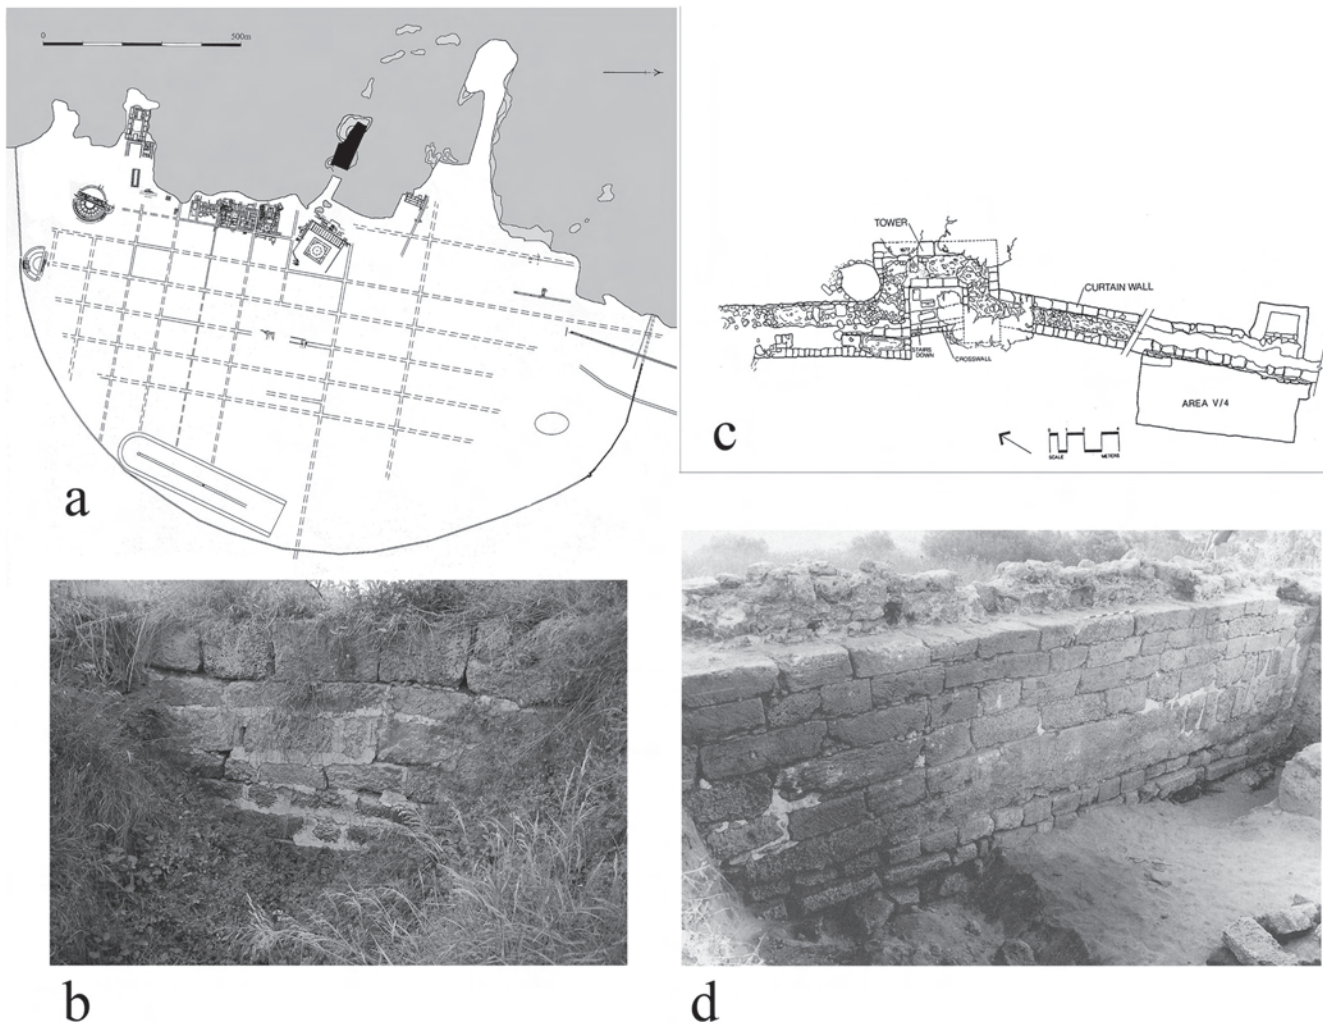 0 500m
a
TOWER
CURTAIN WALL
STAIRS
DOWN
CROSSWALL
AREA V/4
SCALE METERS
c
b
d